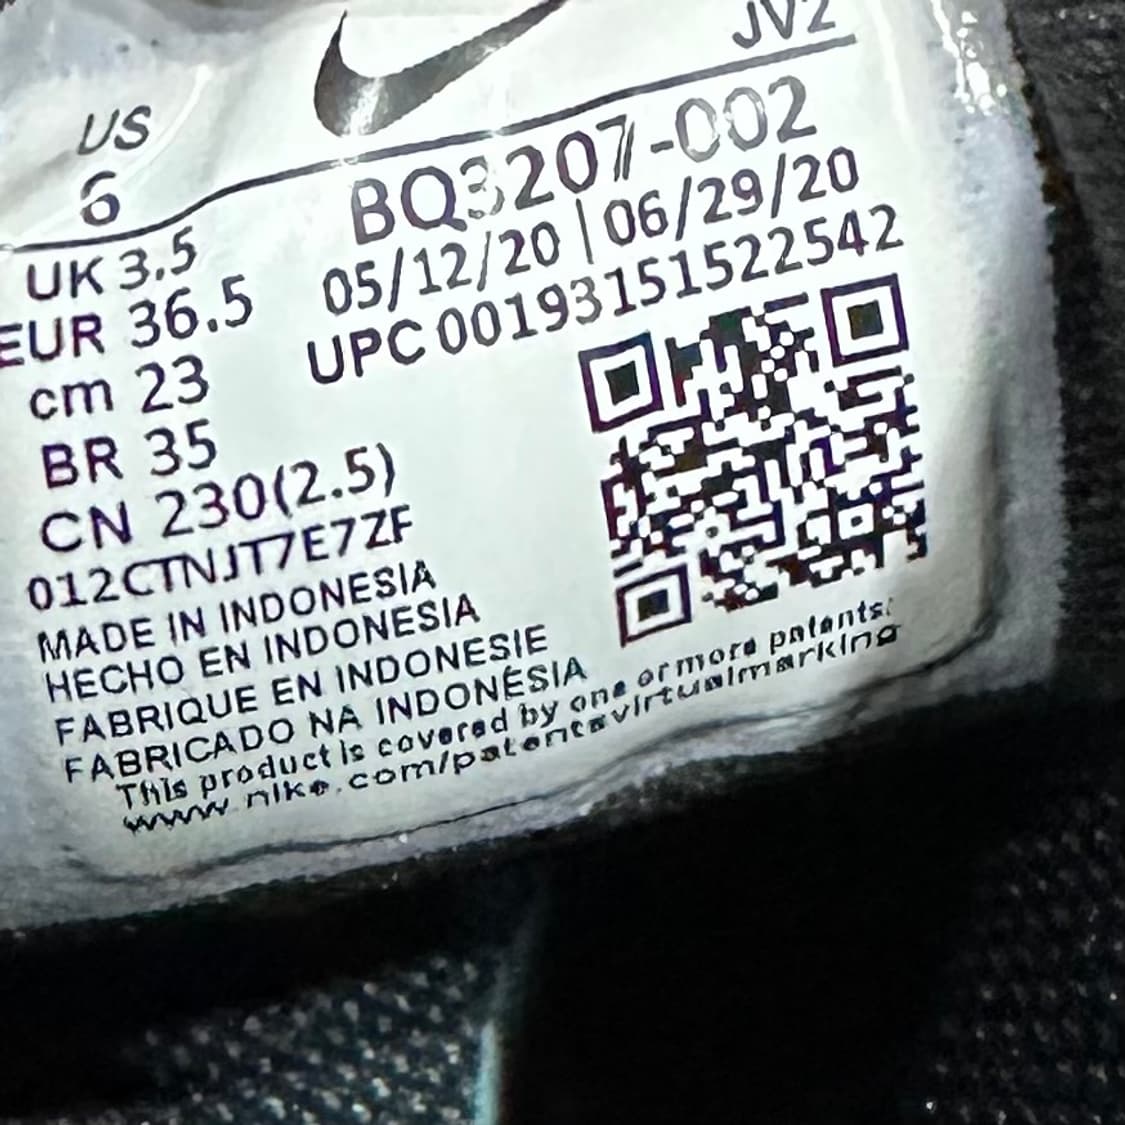 JV2
US
6
BQ3207-002
05/12/20 | 06/29/20
UPC 00193151522542
UK 3.5
EUR 36.5
cm 23
BR 35
CN 230(2.5)
012CTNJT7E7ZF
MADE IN INDONESIA
HECHO EN INDONESIA
FABRIQUE EN INDONESIE
FABRICADO NA INDONÉSIA
This product is covered by one or more patents:
www.nike.com/patentsvirtualmarking